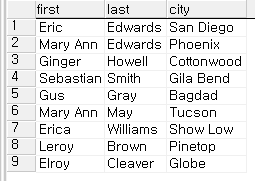 first last city
1 Eric Edwards San Diego
2 Mary Ann Edwards Phoenix
3 Ginger Howell Cottonwood
4 Sebastian Smith Gila Bend
5 Gus Gray Bagdad
6 Mary Ann May Tucson
7 Erica Williams Show Low
8 Leroy Brown Pinetop
9 Elroy Cleaver Globe